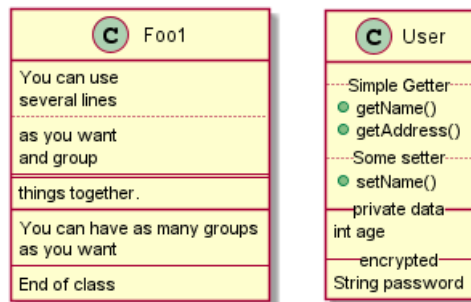 C Foo1
You can use
several lines
as you want
and group
things together.
You can have as many groups
as you want
End of class
C User
Simple Getter
getName()
getAddress()
Some setter
setName()
private data
int age
encrypted
String password